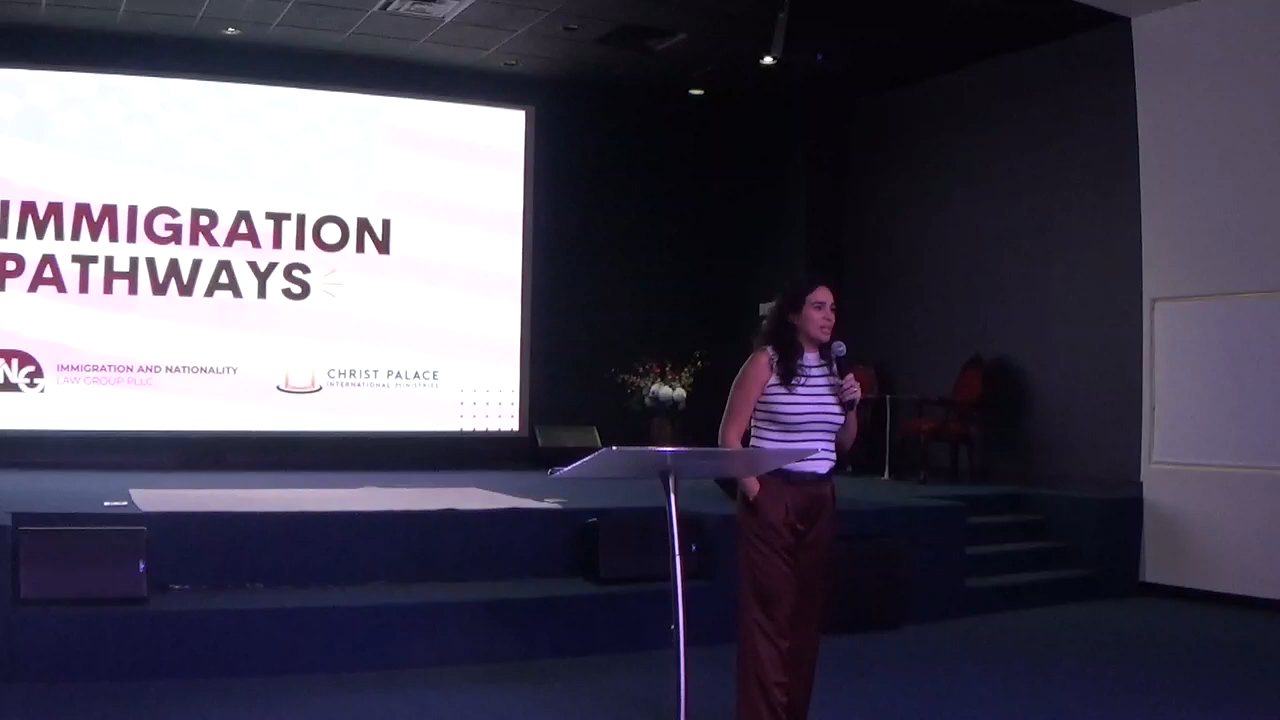 IMMIGRATION
PATHWAYS
NG
IMMIGRATION AND NATIONALITY
LAW GROUP PLLC
CHRIST PALACE
INTERNATIONAL MINISTRIES